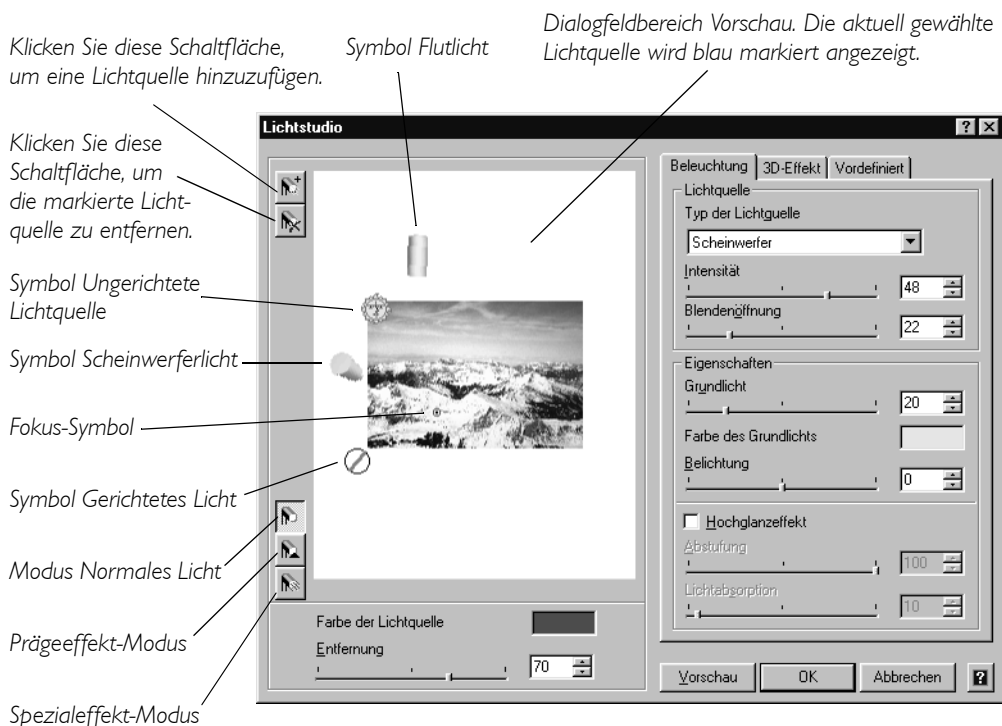 Dialogfeldbereich Vorschau. Die aktuell gewählte
Lichtquelle wird blau markiert angezeigt.
Klicken Sie diese Schaltfläche,
um eine Lichtquelle hinzuzufügen.
Symbol Flutlicht
Klicken Sie diese
Schaltfläche, um
die markierte Licht-
quelle zu entfernen.
Symbol Ungerichtete
Lichtquelle
Symbol Scheinwerferlicht
Fokus-Symbol
Symbol Gerichtetes Licht
Modus Normales Licht
Prägeeffekt-Modus
Spezialeffekt-Modus
Lichtstudio
Farbe der Lichtquelle
Entfernung
70
Beleuchtung 3D-Effekt Vordefiniert
Lichtquelle
Typ der Lichtquelle
Scheinwerfer
Intensität
48
Blendenöffnung
22
Eigenschaften
Grundlicht
20
Farbe des Grundlichts
Belichtung
0
Hochglanzeffekt
Abstufung
100
Lichtabsorption
10
Vorschau OK Abbrechen